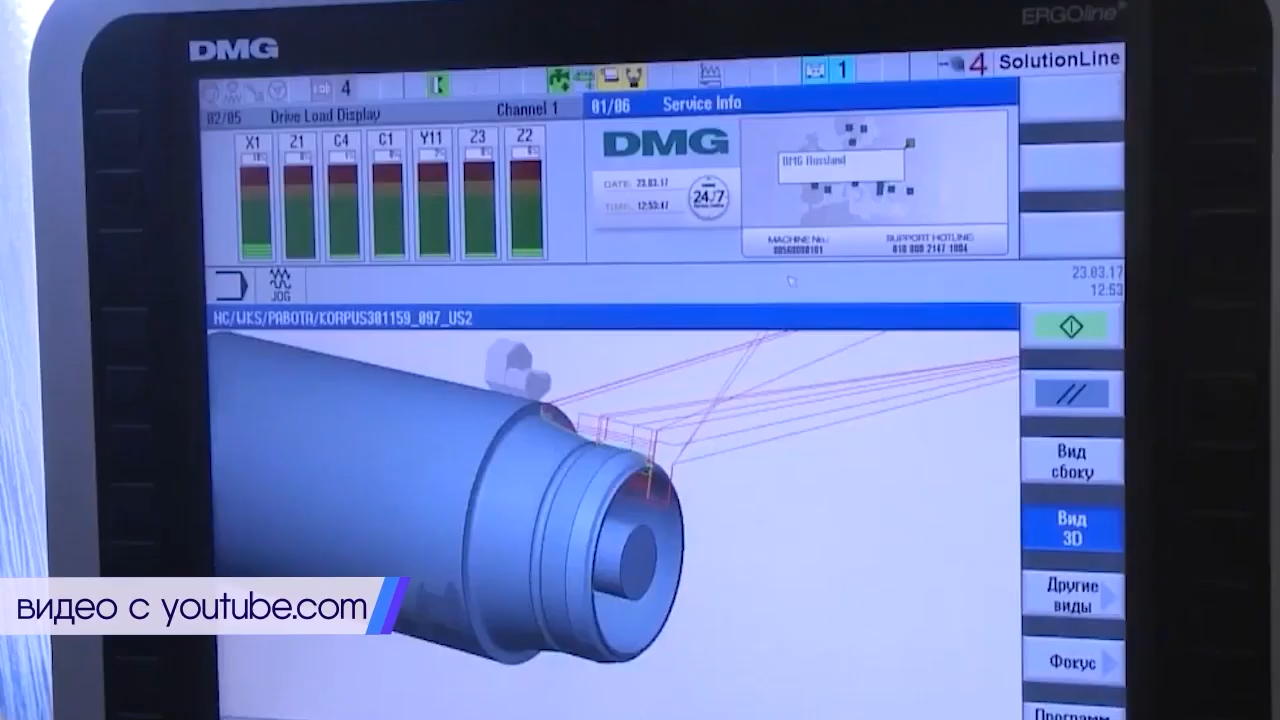 DMG
ERGOline®
4
1
4 SolutionLine
02/05 Drive Load Display Channel 1
X1 Z1 C4 C1 Y11 Z3 Z2
01/06 Service Info
DMG
DMG Russland
DATE: 23.03.17
TIME: 12:53:47
24/7
MACHINE No.:
SUPPORT HOTLINE:
JOG
23.03.17
12:53
NC/WKS/PABOTA/KORPUS301159_097_US2
Вид
сбоку
Вид
3D
Другие
виды
Фокус
Программ
видео с youtube.com